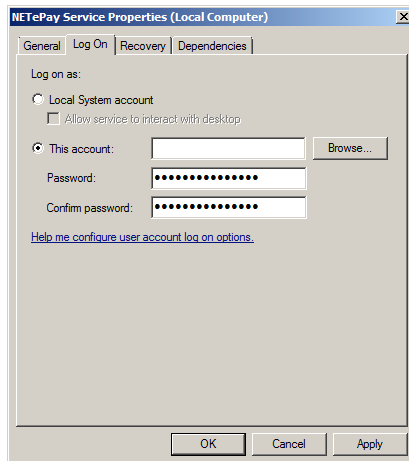 NETePay Service Properties (Local Computer)
General Log On Recovery Dependencies
Log on as:
Local System account
Allow service to interact with desktop
This account: Browse...
Password: •••••••••••••••
Confirm password: •••••••••••••••
Help me configure user account log on options.
OK Cancel Apply